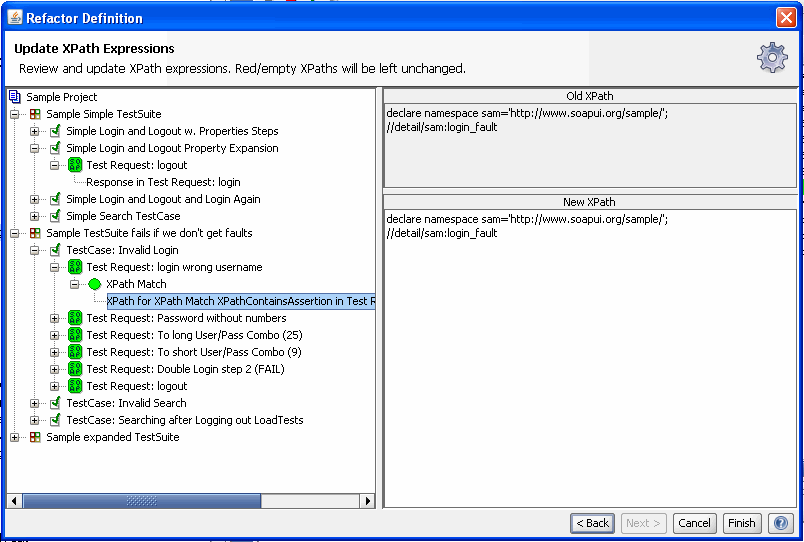 Refactor Definition
Update XPath Expressions
Review and update XPath expressions. Red/empty XPaths will be left unchanged.
Sample Project
Sample Simple TestSuite
Simple Login and Logout w. Properties Steps
Simple Login and Logout Property Expansion
Test Request: logout
Response in Test Request: login
Simple Login and Logout and Login Again
Simple Search TestCase
Sample TestSuite fails if we don't get faults
TestCase: Invalid Login
Test Request: login wrong username
XPath Match
XPath for XPath Match XPathContainsAssertion in Test R
Test Request: Password without numbers
Test Request: To long User/Pass Combo (25)
Test Request: To short User/Pass Combo (9)
Test Request: Double Login step 2 (FAIL)
Test Request: logout
TestCase: Invalid Search
TestCase: Searching after Logging out LoadTests
Sample expanded TestSuite
Old XPath
declare namespace sam='http://www.soapui.org/sample/';
//detail/sam:login_fault
New XPath
declare namespace sam='http://www.soapui.org/sample/';
//detail/sam:login_fault
< Back
Next >
Cancel
Finish
?